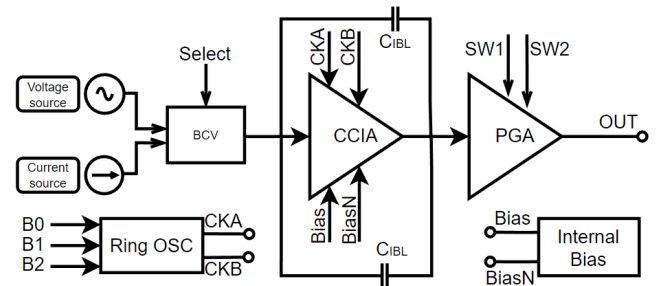 CIBL
CKA
CKB
SW1
SW2
Select
Voltage
source
BCV
CCIA
PGA
OUT
Current
source
Bias
BiasN
B0
B1
B2
Ring OSC
CKA
CKB
CIBL
Bias
BiasN
Internal
Bias